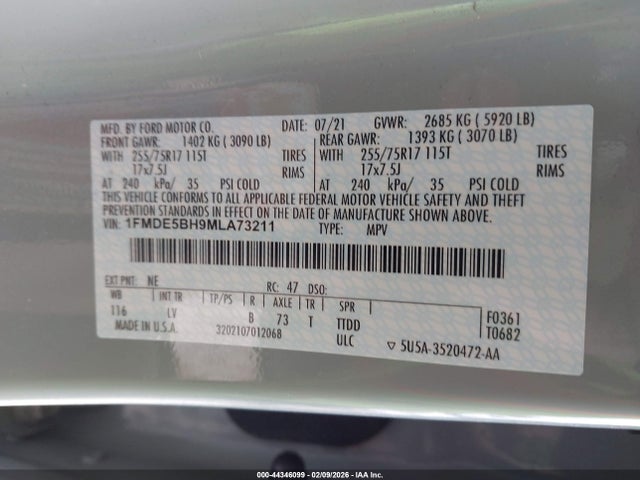 MFD. BY FORD MOTOR CO. DATE: 07/21 GVWR: 2685 KG ( 5920 LB)
FRONT GAWR: 1402 KG ( 3090 LB) REAR GAWR: 1393 KG ( 3070 LB)
WITH 255/75R17 115T TIRES WITH 255/75R17 115T TIRES
17x7.5J RIMS 17x7.5J RIMS
AT 240 kPa/ 35 PSI COLD AT 240 kPa/ 35 PSI COLD
THIS VEHICLE CONFORMS TO ALL APPLICABLE FEDERAL MOTOR VEHICLE SAFETY AND THEFT
PREVENTION STANDARDS IN EFFECT ON THE DATE OF MANUFACTURE SHOWN ABOVE.
VIN: 1FMDE5BH9MLA73211 TYPE: MPV
EXT PNT: NE RC: 47 DSO:
WB INT TR TP/PS R AXLE TR SPR
116 LV B 73 T TTDD F0361
MADE IN U.S.A. 3202107012068 ULC T0682
▽ 5U5A-3520472-AA
000-44346099 - 02/09/2026 - IAA Inc.